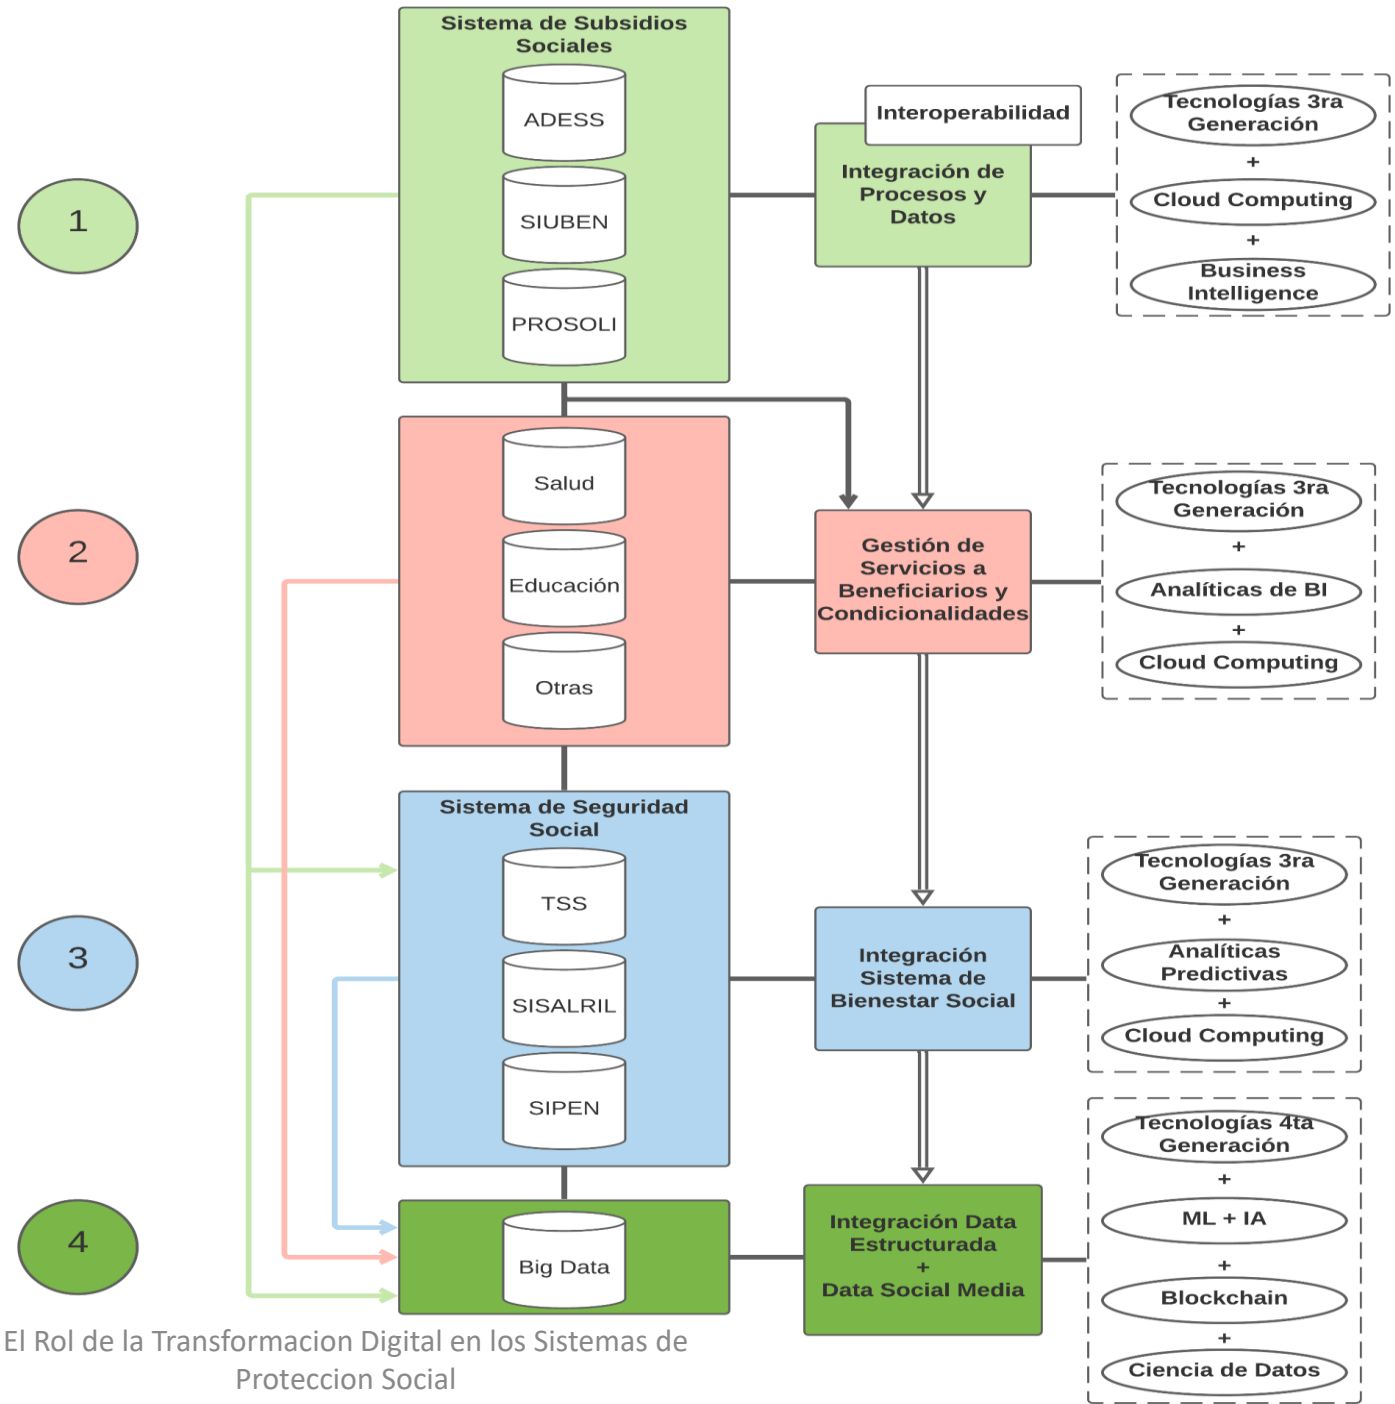 Sistema de Subsidios
Sociales
ADESS
SIUBEN
PROSOLI
Interoperabilidad
Integración de
Procesos y
Datos
Tecnologías 3ra
Generación
+
Cloud Computing
+
Business
Intelligence
1
Salud
Educación
Otras
Gestión de
Servicios a
Beneficiarios y
Condicionalidades
Tecnologías 3ra
Generación
+
Analíticas de BI
+
Cloud Computing
2
Sistema de Seguridad
Social
TSS
SISALRIL
SIPEN
Integración
Sistema de
Bienestar Social
Tecnologías 3ra
Generación
+
Analíticas
Predictivas
+
Cloud Computing
3
Big Data
Integración Data
Estructurada
+
Data Social Media
Tecnologías 4ta
Generación
+
ML + IA
+
Blockchain
+
Ciencia de Datos
4
El Rol de la Transformacion Digital en los Sistemas de
Proteccion Social